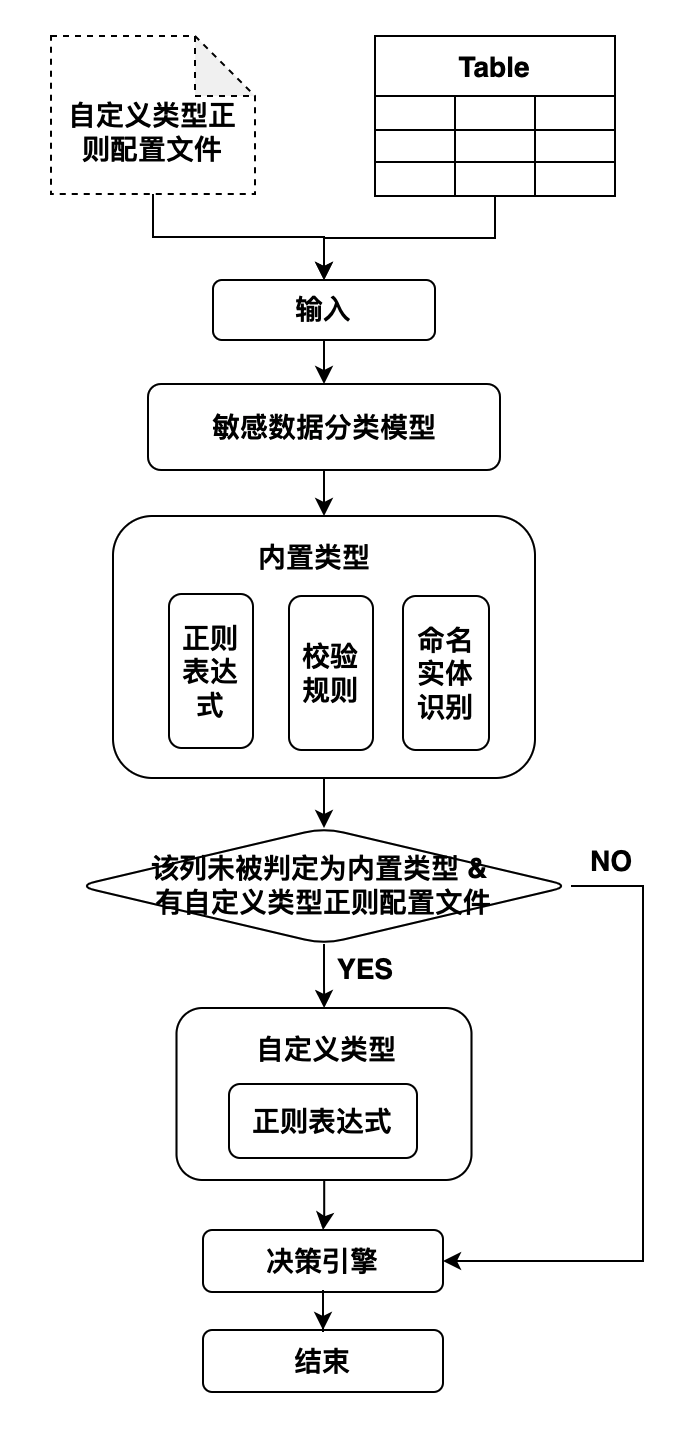 自定义类型正
则配置文件
Table
输入
敏感数据分类模型
内置类型
正则
表达
式
校验
规则
命名
实体
识别
该列未被判定为内置类型 &
有自定义类型正则配置文件
NO
YES
自定义类型
正则表达式
决策引擎
结束